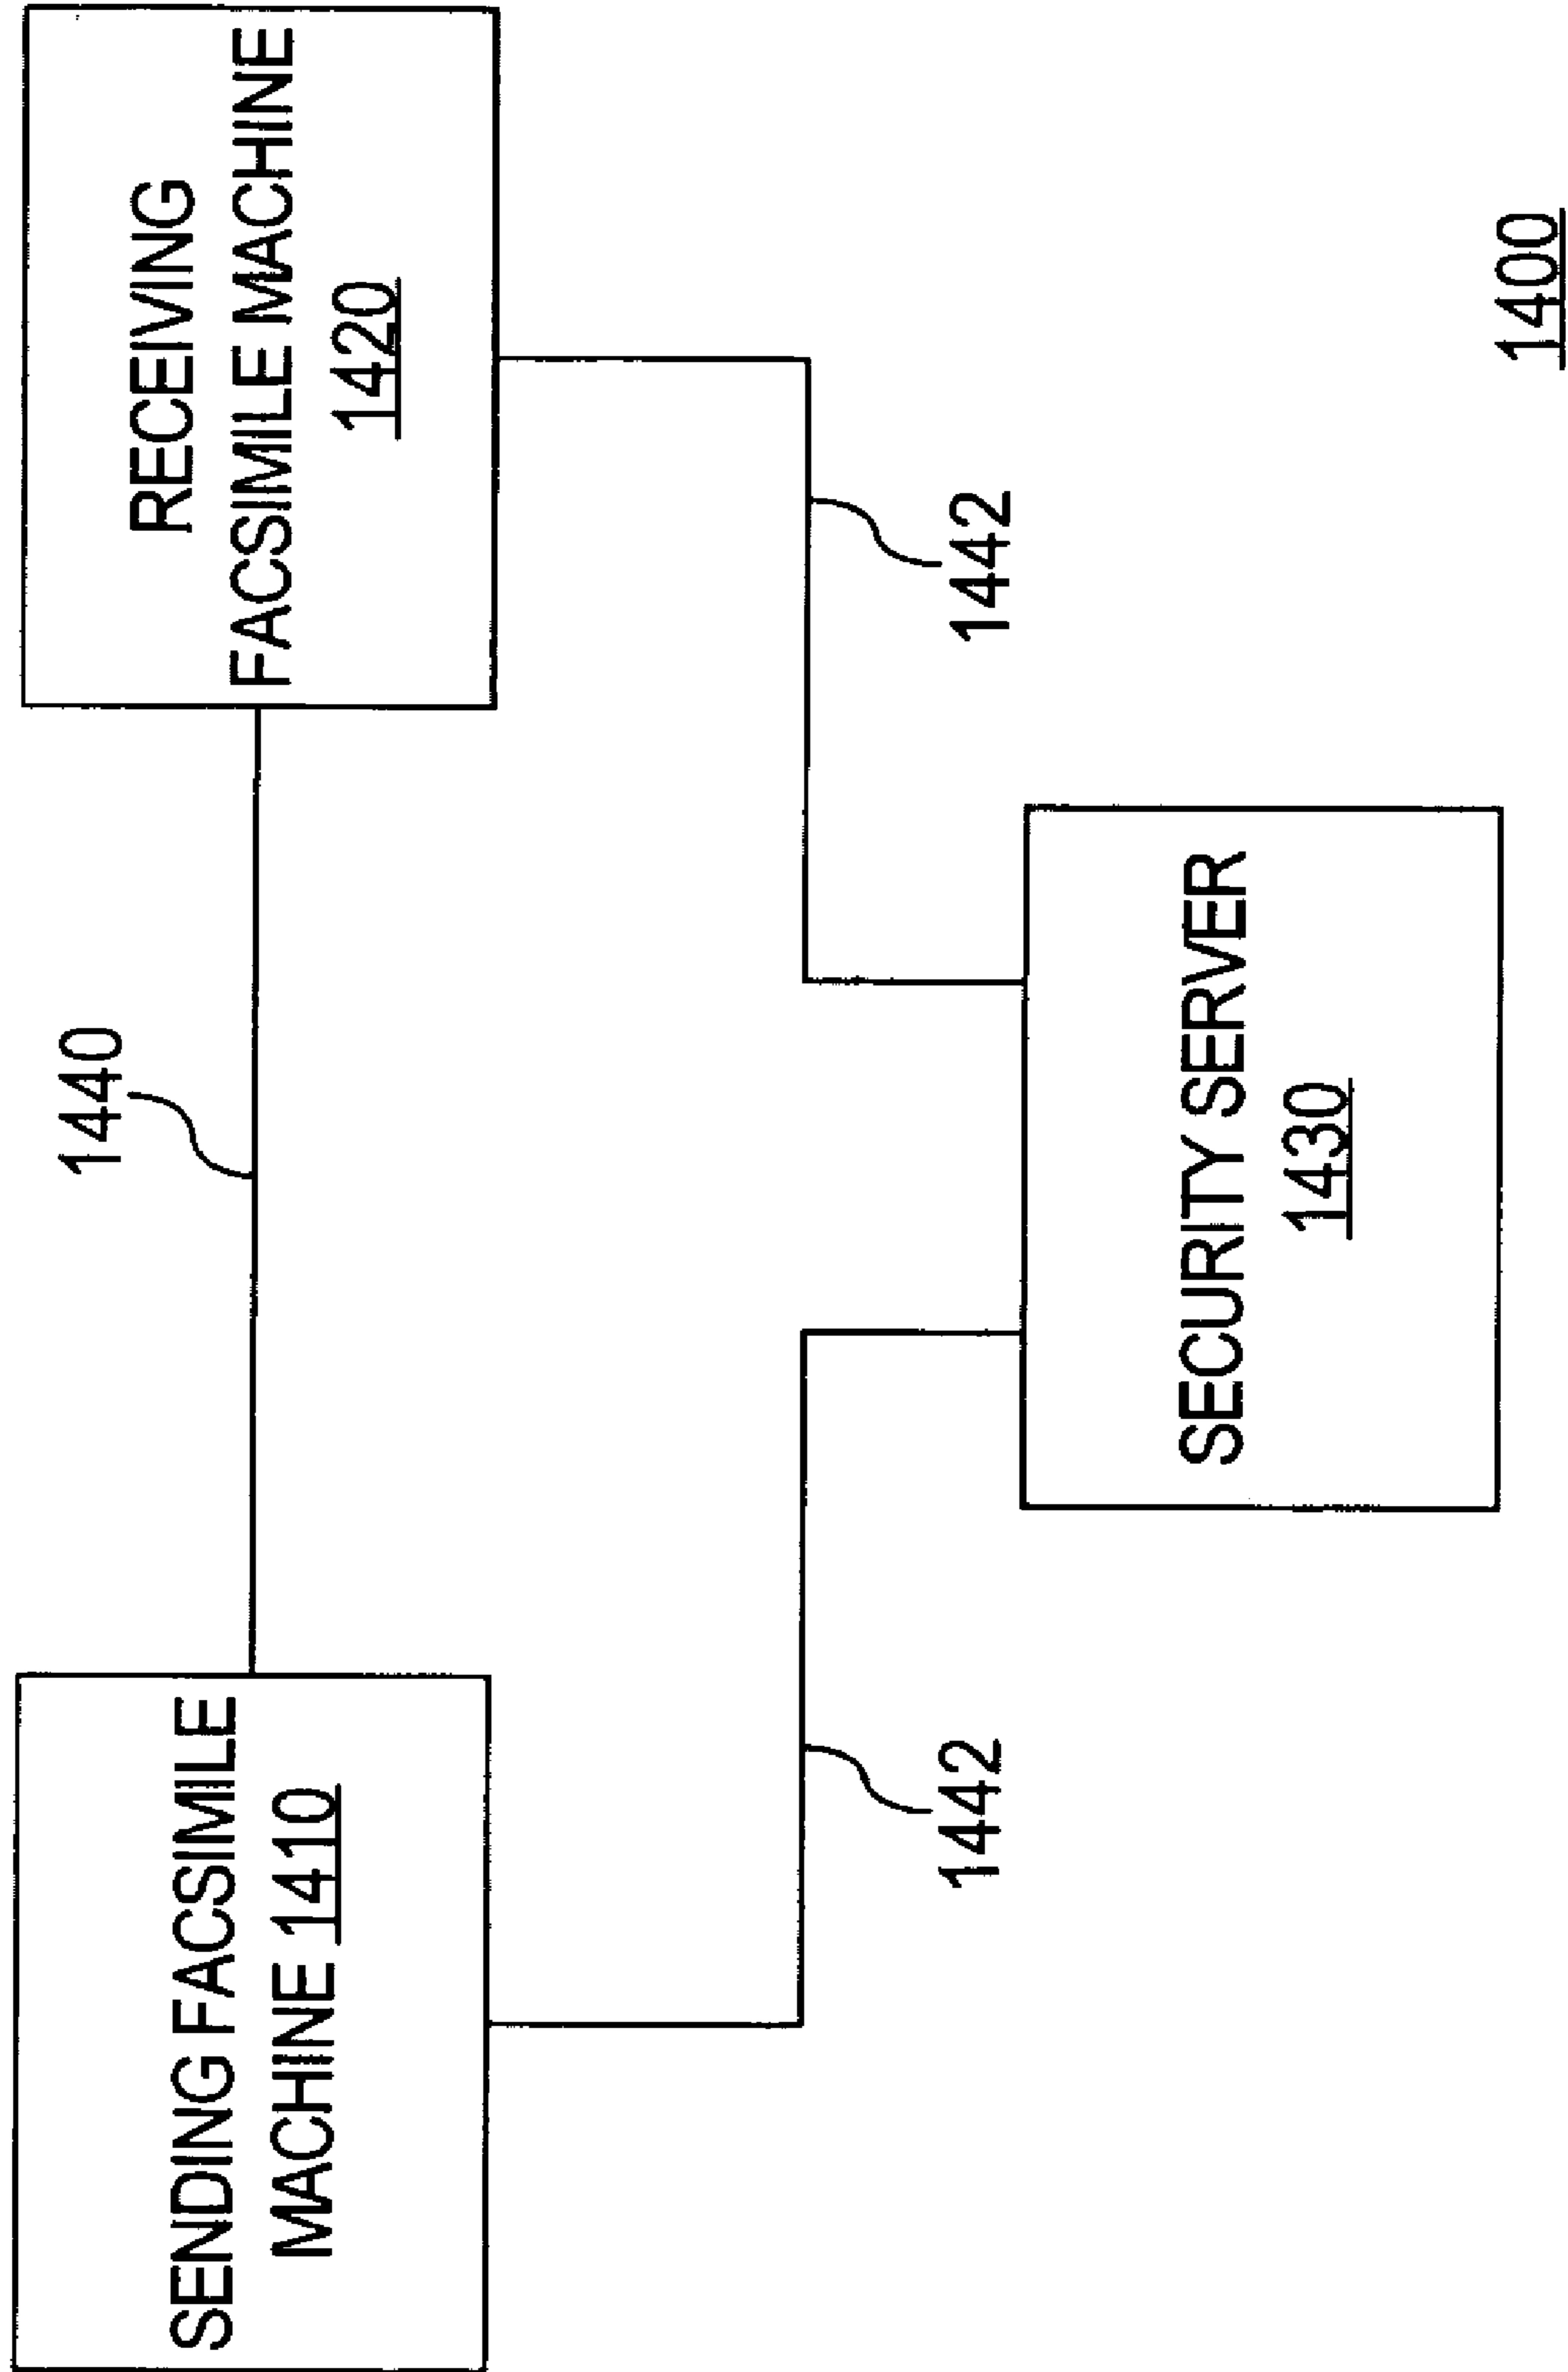 1440
SENDING FACSIMILE
MACHINE 1410
RECEIVING
FACSIMILE MACHINE
1420
1442
1442
SECURITY SERVER
1430
1400